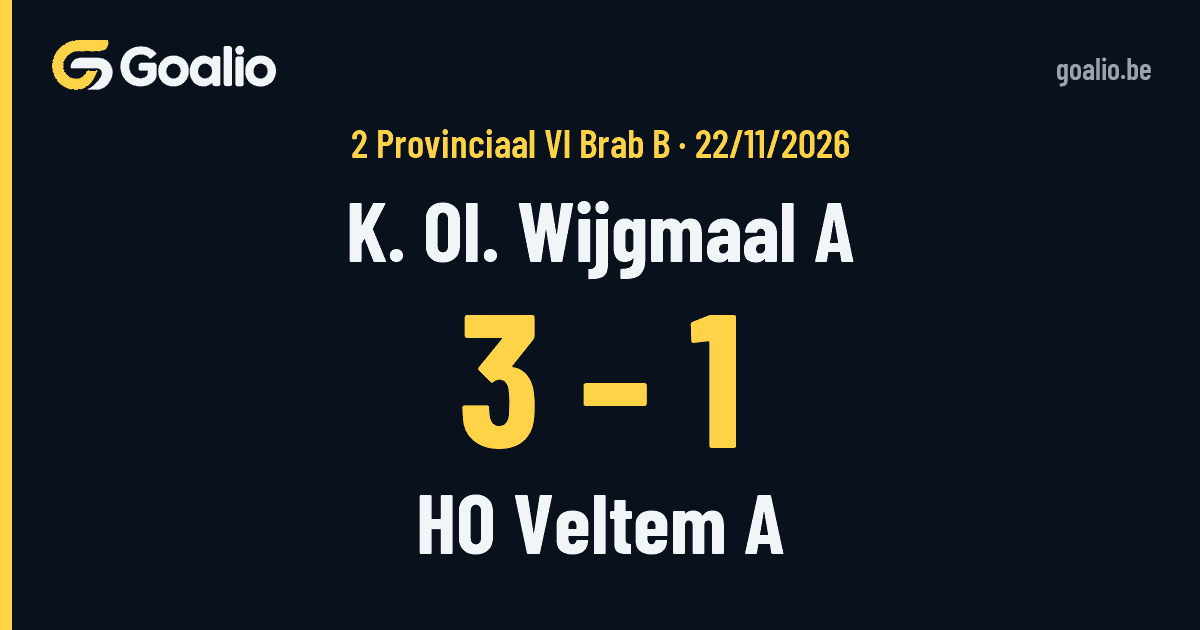 Goalio
goalio.be
2 Provinciaal Vl Brab B · 22/11/2026
K. Ol. Wijgmaal A
3 – 1
HO Veltem A